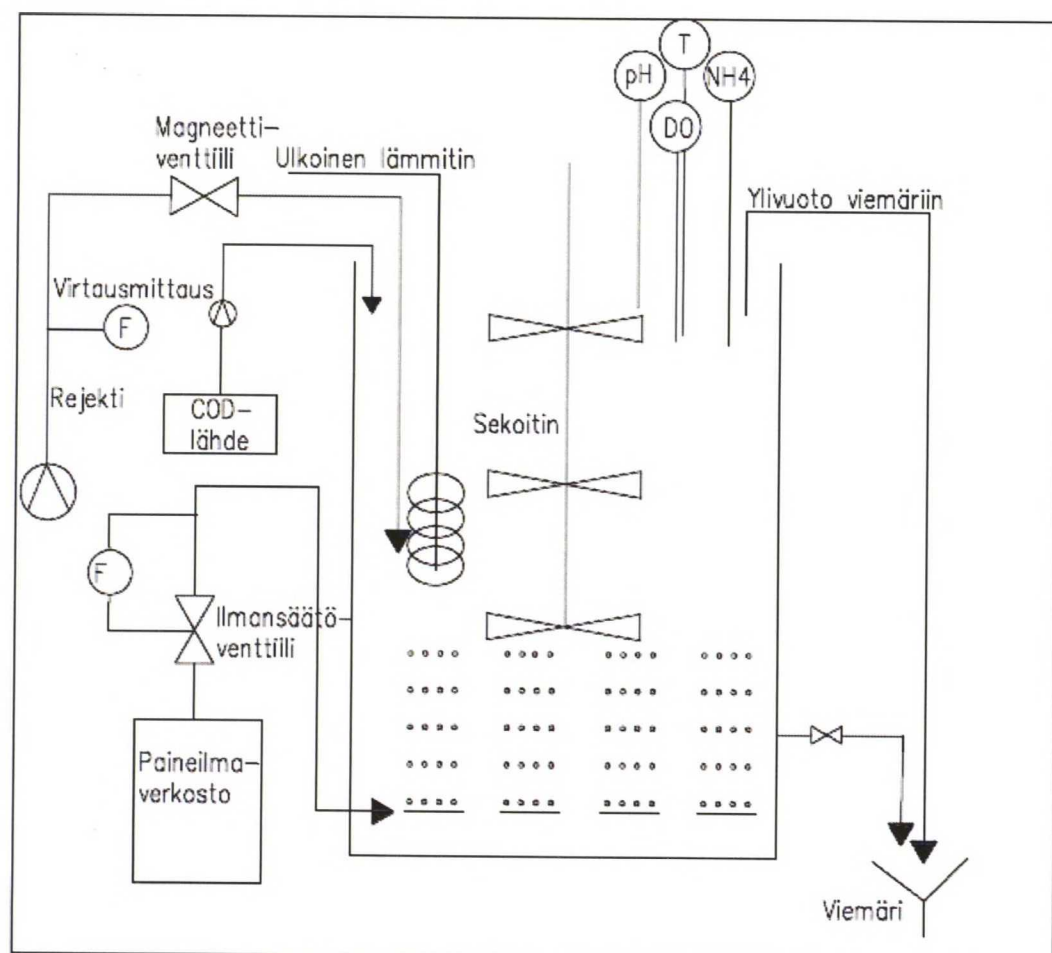 T
pH
NH4
DO
Magneetti-
venttiili
Ulkoinen lämmitin
Ylivuoto viemäriin
Virtausmittaus
F
Rejekti
COD-
lähde
Sekoitin
F
Ilmansäätö-
venttiili
Paineilma-
verkosto
Viemäri